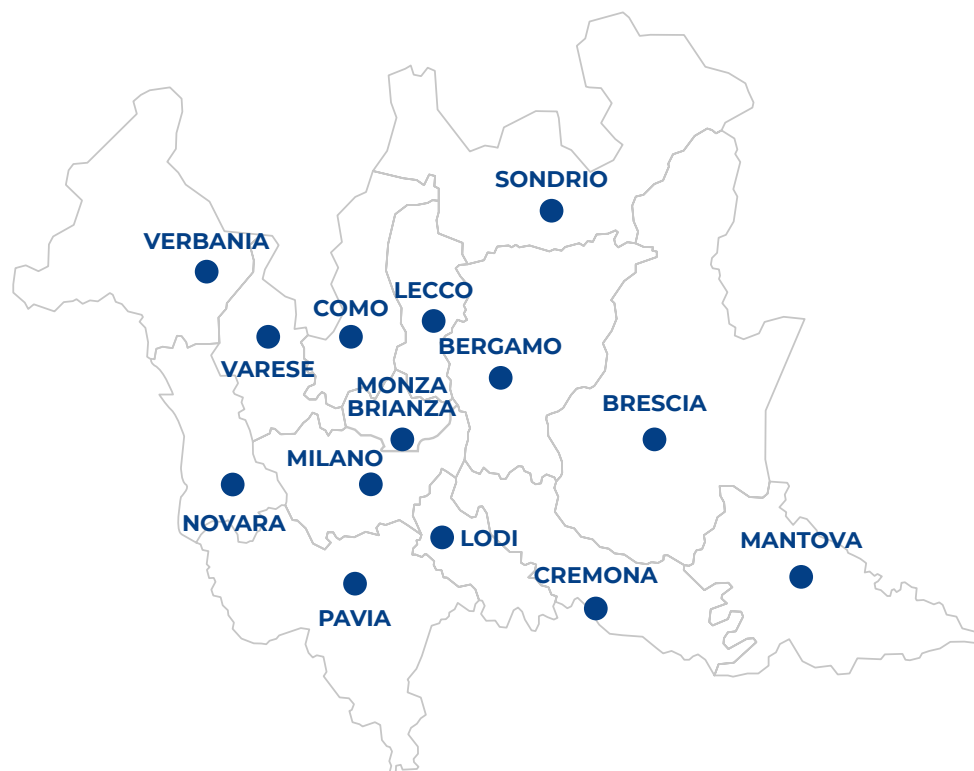 SONDRIO
VERBANIA
LECCO
COMO
BERGAMO
VARESE
MONZA
BRIANZA
BRESCIA
MILANO
NOVARA
LODI
MANTOVA
CREMONA
PAVIA